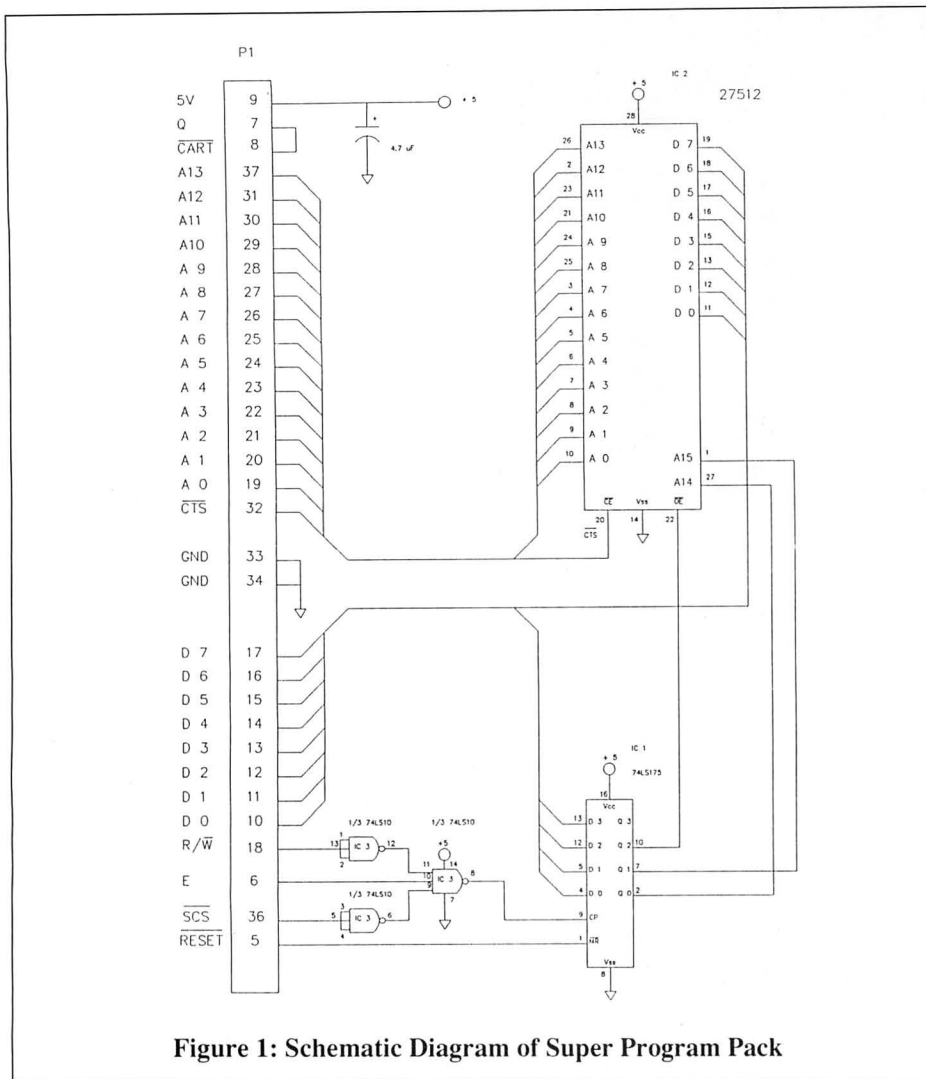 P1
5V 9
Q 7
CART 8
A13 37
A12 31
A11 30
A10 29
A 9 28
A 8 27
A 7 26
A 6 25
A 5 24
A 4 23
A 3 22
A 2 21
A 1 20
A 0 19
CTS 32
GND 33
GND 34
D 7 17
D 6 16
D 5 15
D 4 14
D 3 13
D 2 12
D 1 11
D 0 10
R/W 18
E 6
SCS 36
RESET 5
+ 5
+
4.7 uF
IC 2
27512
+ 5
28
Vcc
26 A13 D 7 19
2 A12 D 6 18
23 A11 D 5 17
21 A10 D 4 16
24 A 9 D 3 15
25 A 8 D 2 13
3 A 7 D 1 12
4 A 6 D 0 11
5 A 5
6 A 4
7 A 3
8 A 2
9 A 1
10 A 0
A15 1
A14 27
CE Vss OE
20 14 22
CTS
1/3 74LS10
1
13 IC 3 12
2
1/3 74LS10
+5
11 14
10 IC 3 8
9
7
1/3 74LS10
3
5 IC 3 6
4
IC 1
+ 5
74LS175
16
Vcc
13 D 3 Q 3
12 D 2 Q 2 10
5 D 1 Q 1 7
4 D 0 Q 0 2
9 CP
1 MR
Vss
8
Figure 1: Schematic Diagram of Super Program Pack